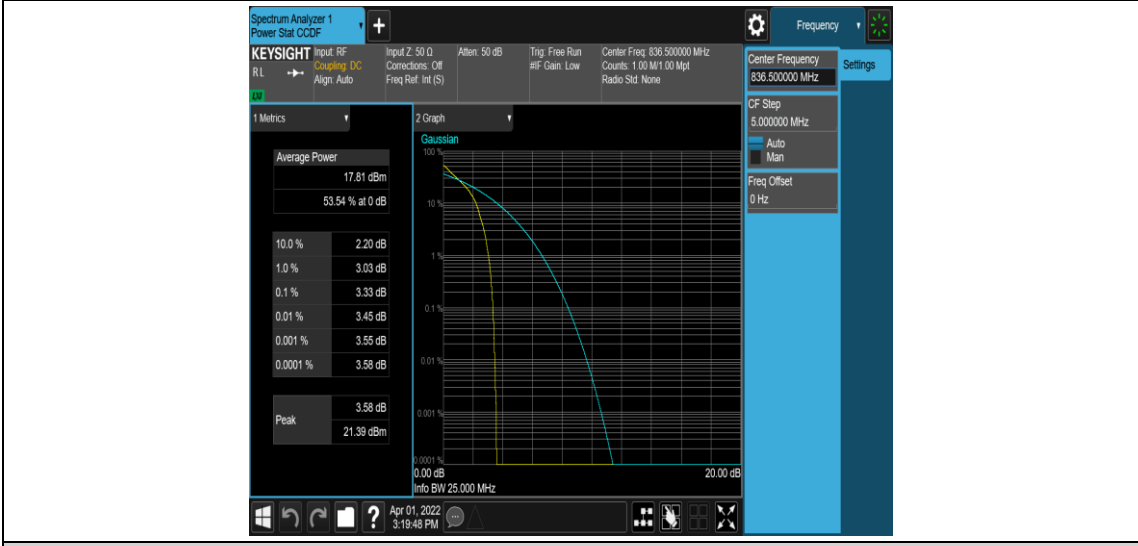 Spectrum Analyzer 1
Power Stat CCDF
Frequency
KEYSIGHT
RL
Input: RF
Coupling: DC
Align: Auto
Input Z: 50 Ω
Corrections: Off
Freq Ref: Int (S)
Atten: 50 dB
Trig: Free Run
#IF Gain: Low
Center Freq: 836.500000 MHz
Counts: 1.00 M/1.00 Mpt
Radio Std: None
1 Metrics
Average Power
17.81 dBm
53.54 % at 0 dB
10.0 % 2.20 dB
1.0 % 3.03 dB
0.1 % 3.33 dB
0.01 % 3.45 dB
0.001 % 3.55 dB
0.0001 % 3.58 dB
Peak
3.58 dB
21.39 dBm
2 Graph
Gaussian
100 %
10 %
1 %
0.1 %
0.01 %
0.001 %
0.0001 %
0.00 dB 20.00 dB
Info BW 25.000 MHz
Center Frequency
836.500000 MHz
Settings
CF Step
5.000000 MHz
Auto
Man
Freq Offset
0 Hz
Apr 01, 2022
3:19:48 PM